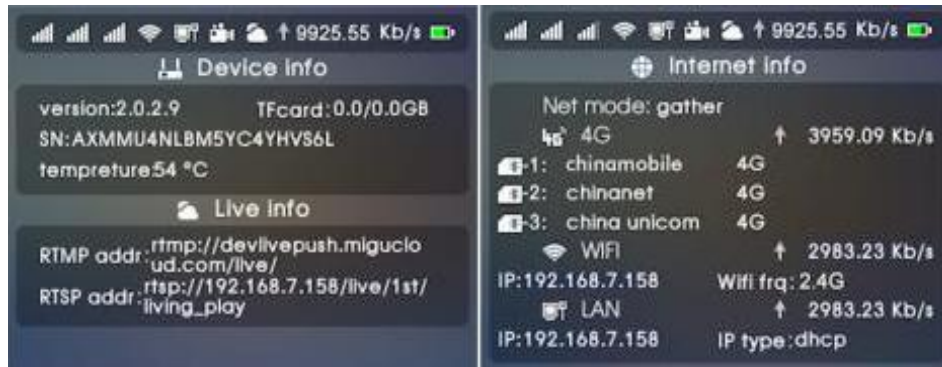 9925.55 Kb/s
Device info
version:2.0.2.9 TFcard:0.0/0.0GB
SN:AXMMU4NLBM5YC4YHVS6L
tempreture:54 °C
Live info
RTMP addr: rtmp://devlivepush.miguclo
ud.com/live/
RTSP addr: rtsp://192.168.7.158/live/1st/
living_play
9925.55 Kb/s
Internet info
Net mode: gather
4G 4G 3959.09 Kb/s
-1: chinamobile 4G
-2: chinanet 4G
-3: china unicom 4G
WIFI 2983.23 Kb/s
IP:192.168.7.158 Wifi frq: 2.4G
LAN 2983.23 Kb/s
IP:192.168.7.158 IP type:dhcp